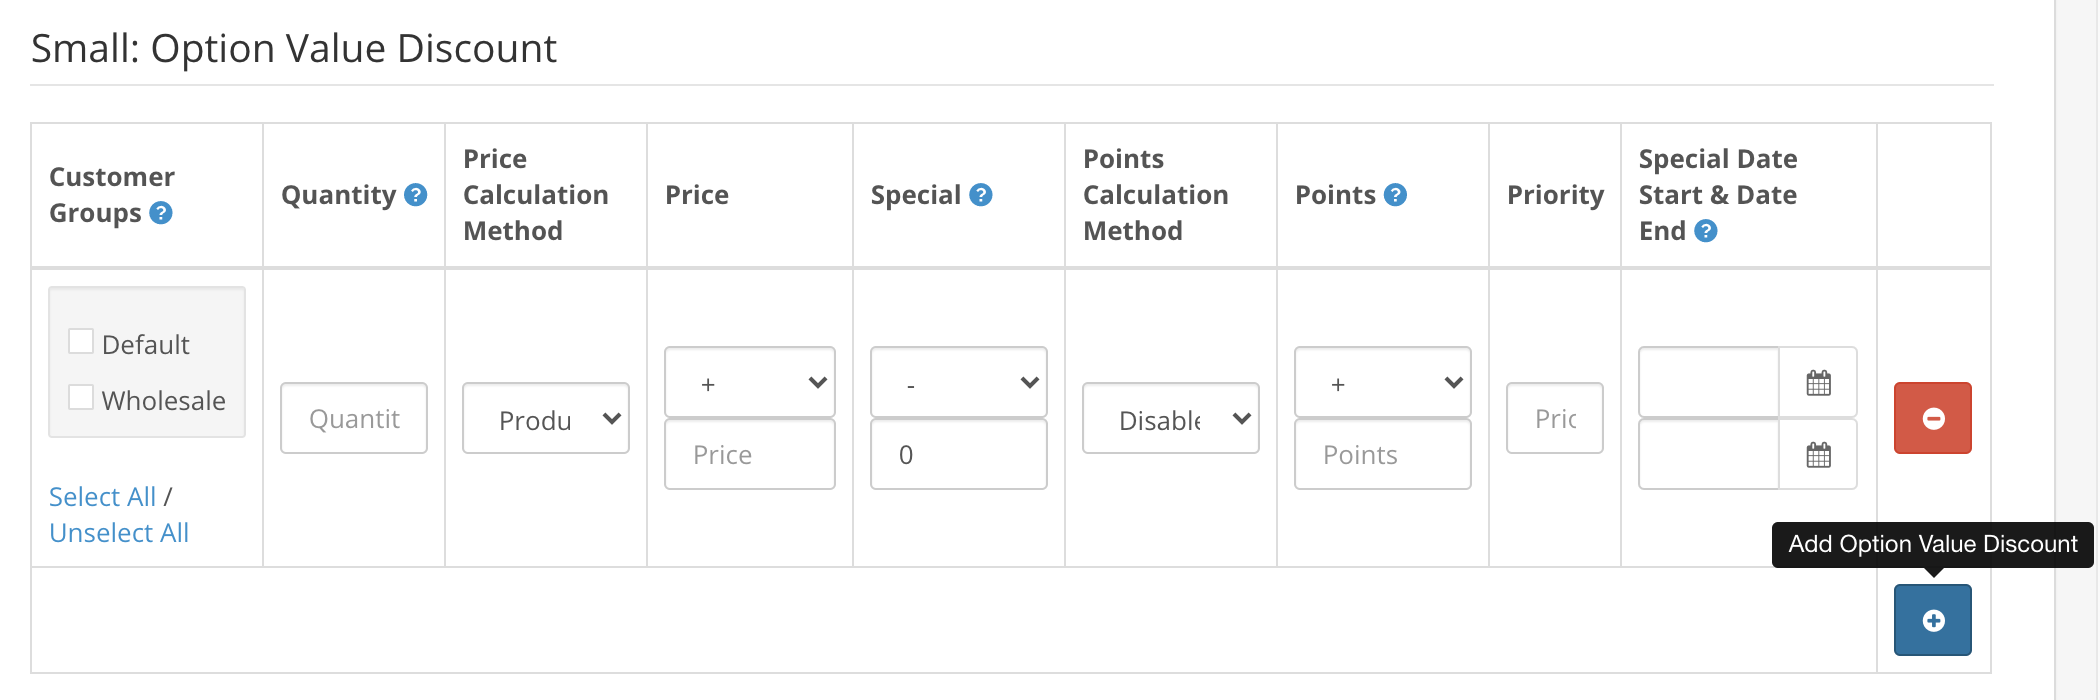 Small: Option Value Discount
Customer
Groups ?
Quantity ?
Price
Calculation
Method
Price
Special ?
Points
Calculation
Method
Points ?
Priority
Special Date
Start & Date
End ?
Default
Wholesale
Select All /
Unselect All
Quantit
Produ
+
Price
-
0
Disable
+
Points
Pric
Add Option Value Discount